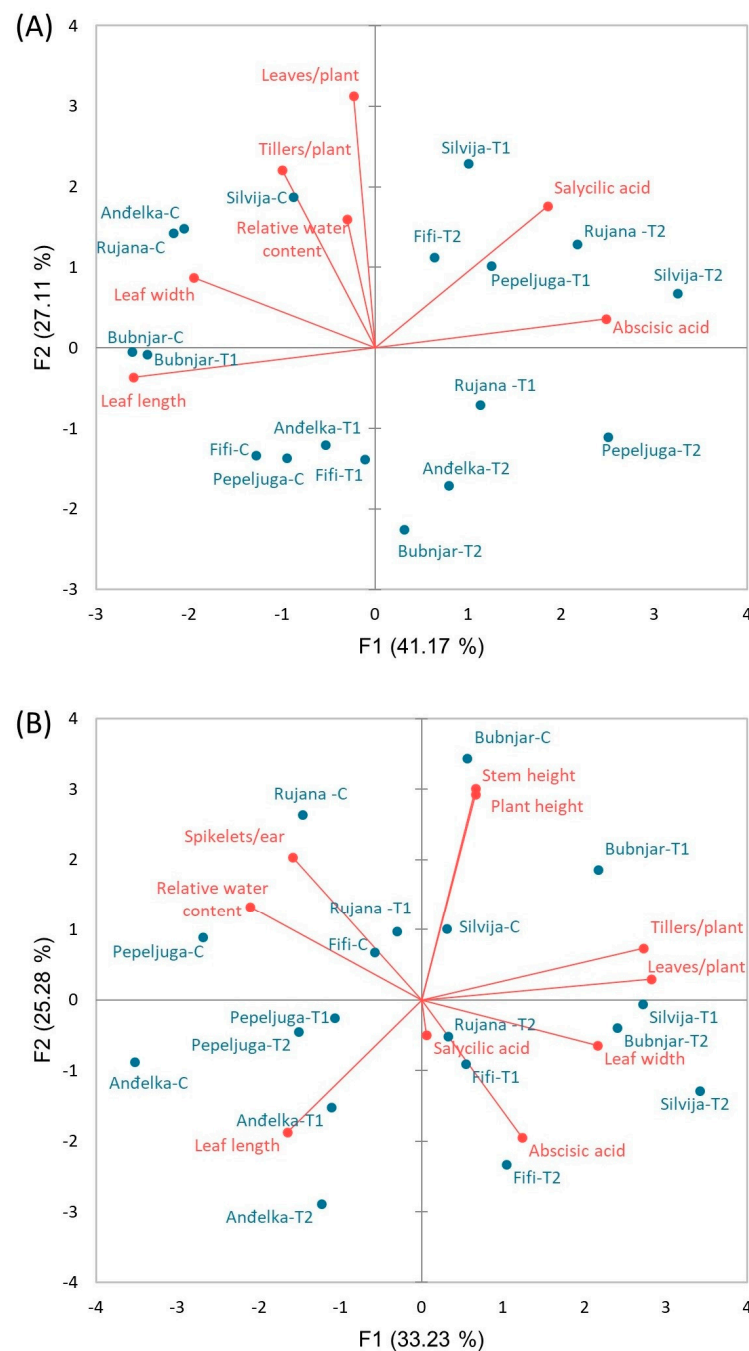 (A)
4
Leaves/plant
3
Tillers/plant
Silvija-T1
2
Silvija-C
Salycilic acid
Anđelka-C
Relative water
content
Fifi-T2
Rujana -T2
Rujana-C
1
Pepeljuga-T1
Silvija-T2
Leaf width
Abscisic acid
Bubnjar-C
0
Bubnjar-T1
Leaf length
Rujana -T1
-1
Anđelka-T1
Fifi-C
Pepeljuga-T2
Pepeljuga-C
Fifi-T1
Anđelka-T2
-2
Bubnjar-T2
-3
-3 -2 -1 0 1 2 3 4
F1 (41.17 %)
F2 (27.11 %)
(B)
4
Bubnjar-C
3
Stem height
Rujana -C
Plant height
Spikelets/ear
2
Bubnjar-T1
Relative water
content
Rujana -T1
Tillers/plant
1
Fifi-C
Silvija-C
Pepeljuga-C
Leaves/plant
0
Pepeljuga-T1
Rujana -T2
Silvija-T1
Pepeljuga-T2
Salycilic acid
Bubnjar-T2
Leaf width
-1
Anđelka-C
Fifi-T1
Silvija-T2
Anđelka-T1
-2
Leaf length
Abscisic acid
Fifi-T2
-3
Anđelka-T2
-4
-4 -3 -2 -1 0 1 2 3 4
F1 (33.23 %)
F2 (25.28 %)